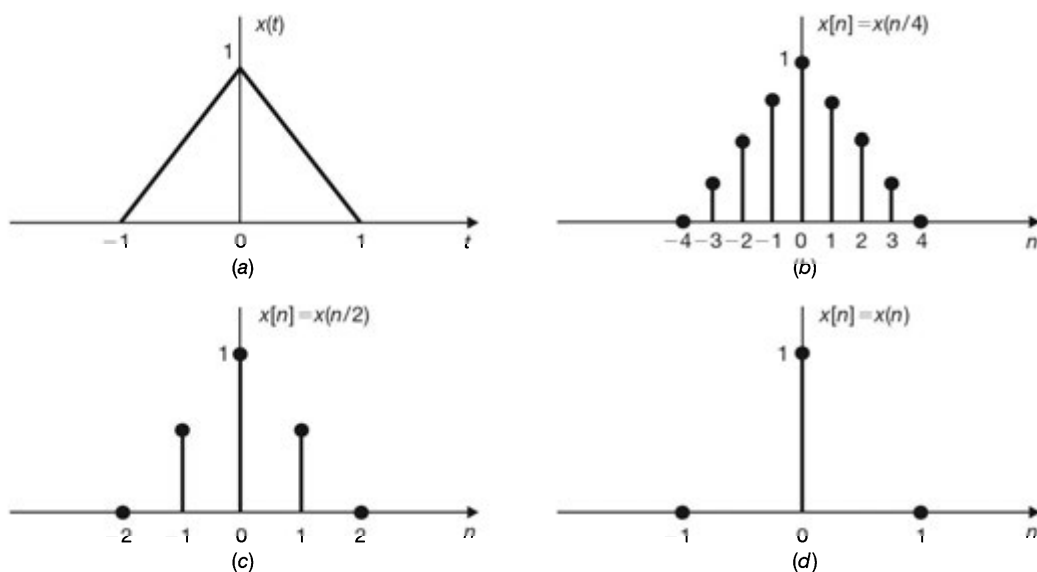 x(t)
1
−1 0 1 t
(a)
x[n] = x(n/4)
1
−4 −3 −2 −1 0 1 2 3 4 n
(b)
x[n] = x(n/2)
1
−2 −1 0 1 2 n
(c)
x[n] = x(n)
1
−1 0 1 n
(d)